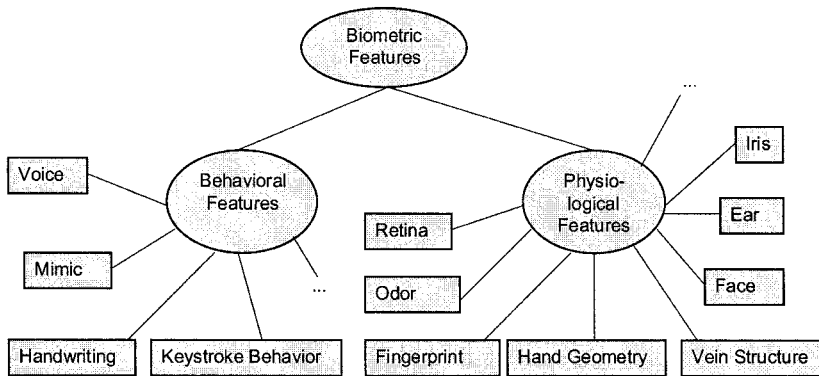 Biometric
Features
...
Iris
Voice
Behavioral
Features
Physio-
logical
Features
Retina
Ear
Mimic
Odor
...
Face
Handwriting
Keystroke Behavior
Fingerprint
Hand Geometry
Vein Structure